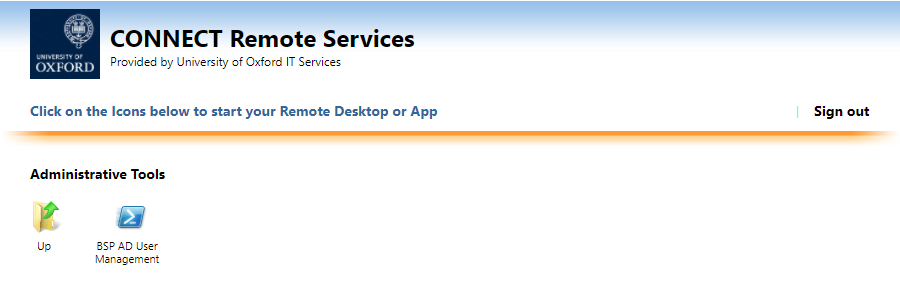 UNIVERSITY OF
OXFORD
CONNECT Remote Services
Provided by University of Oxford IT Services
Click on the Icons below to start your Remote Desktop or App
| Sign out
Administrative Tools
Up
BSP AD User
Management